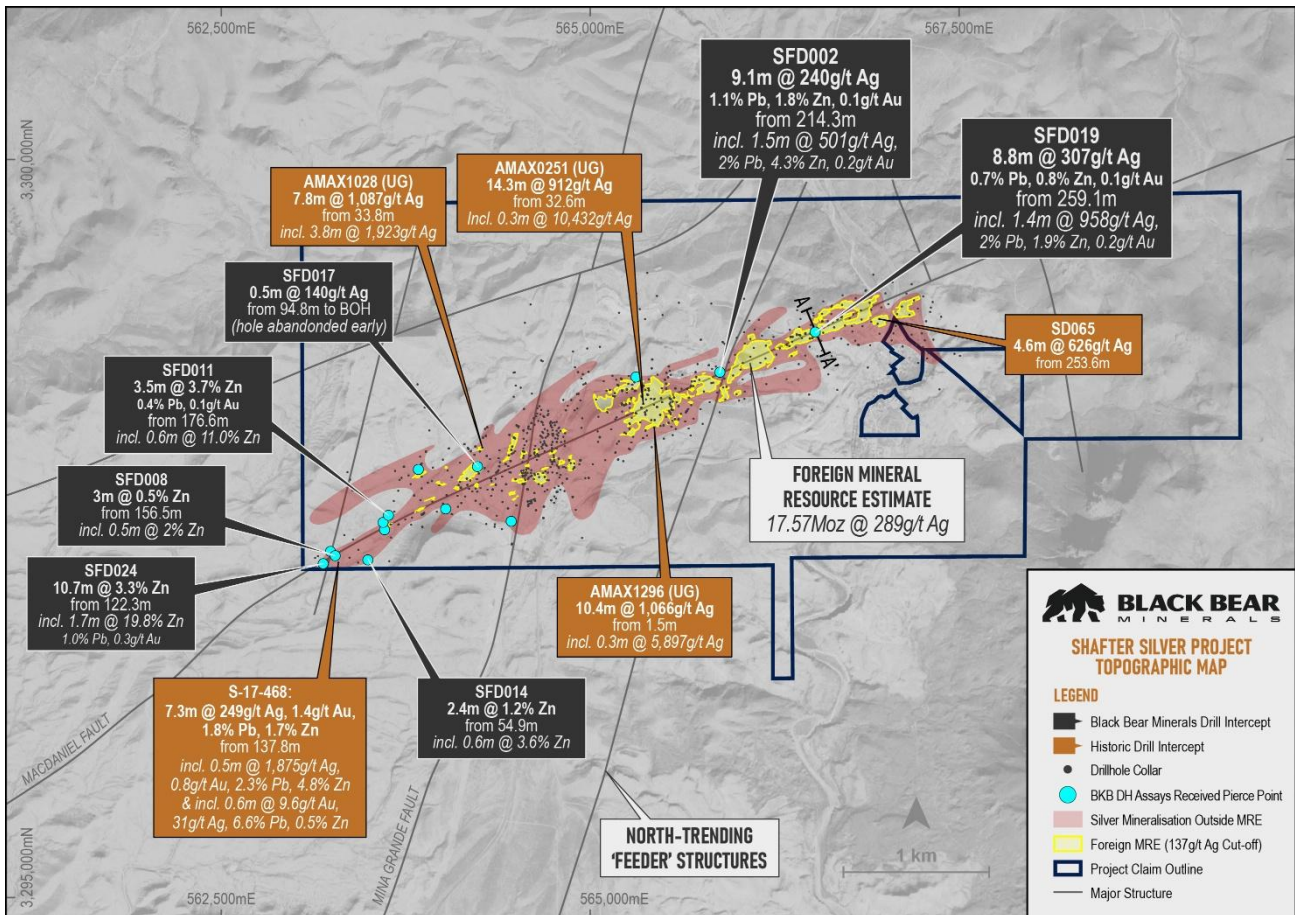 562,500mE
565,000mE
567,500mE
3,300,000mN
3,295,000mN
562,500mE
565,000mE
SFD002
9.1m @ 240g/t Ag
1.1% Pb, 1.8% Zn, 0.1g/t Au
from 214.3m
incl. 1.5m @ 501g/t Ag,
2% Pb, 4.3% Zn, 0.2g/t Au
SFD019
8.8m @ 307g/t Ag
0.7% Pb, 0.8% Zn, 0.1g/t Au
from 259.1m
incl. 1.4m @ 958g/t Ag,
2% Pb, 1.9% Zn, 0.2g/t Au
AMAX0251 (UG)
14.3m @ 912g/t Ag
from 32.6m
Incl. 0.3m @ 10,432g/t Ag
AMAX1028 (UG)
7.8m @ 1,087g/t Ag
from 33.8m
incl. 3.8m @ 1,923g/t Ag
SFD017
0.5m @ 140g/t Ag
from 94.8m to BOH
(hole abandonded early)
A
A'
SD065
4.6m @ 626g/t Ag
from 253.6m
SFD011
3.5m @ 3.7% Zn
0.4% Pb, 0.1g/t Au
from 176.6m
incl. 0.6m @ 11.0% Zn
SFD008
3m @ 0.5% Zn
from 156.5m
incl. 0.5m @ 2% Zn
FOREIGN MINERAL
RESOURCE ESTIMATE
17.57Moz @ 289g/t Ag
SFD024
10.7m @ 3.3% Zn
from 122.3m
incl. 1.7m @ 19.8% Zn
1.0% Pb, 0.3g/t Au
AMAX1296 (UG)
10.4m @ 1,066g/t Ag
from 1.5m
incl. 0.3m @ 5,897g/t Ag
S-17-468:
7.3m @ 249g/t Ag, 1.4g/t Au,
1.8% Pb, 1.7% Zn
from 137.8m
incl. 0.5m @ 1,875g/t Ag,
0.8g/t Au, 2.3% Pb, 4.8% Zn
& incl. 0.6m @ 9.6g/t Au,
31g/t Ag, 6.6% Pb, 0.5% Zn
SFD014
2.4m @ 1.2% Zn
from 54.9m
incl. 0.6m @ 3.6% Zn
MACDANIEL FAULT
MINA GRANDE FAULT
NORTH-TRENDING
'FEEDER' STRUCTURES
1 km
BLACK BEAR
MINERALS
SHAFTER SILVER PROJECT
TOPOGRAPHIC MAP
LEGEND
Black Bear Minerals Drill Intercept
Historic Drill Intercept
Drillhole Collar
BKB DH Assays Received Pierce Point
Silver Mineralisation Outside MRE
Foreign MRE (137g/t Ag Cut-off)
Project Claim Outline
Major Structure